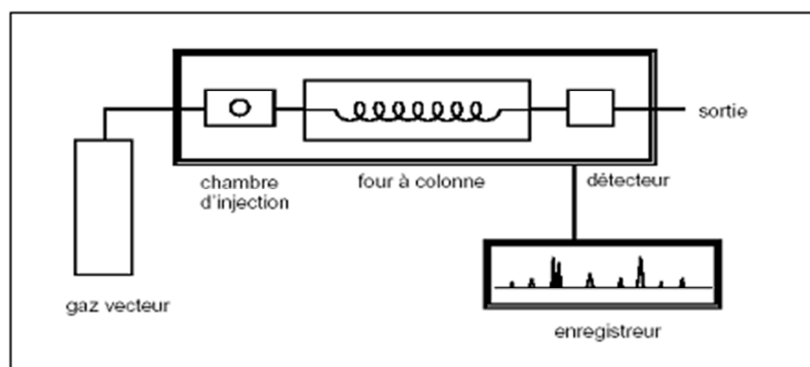 sortie
chambre
d'injection
four à colonne
détecteur
gaz vecteur
enregistreur